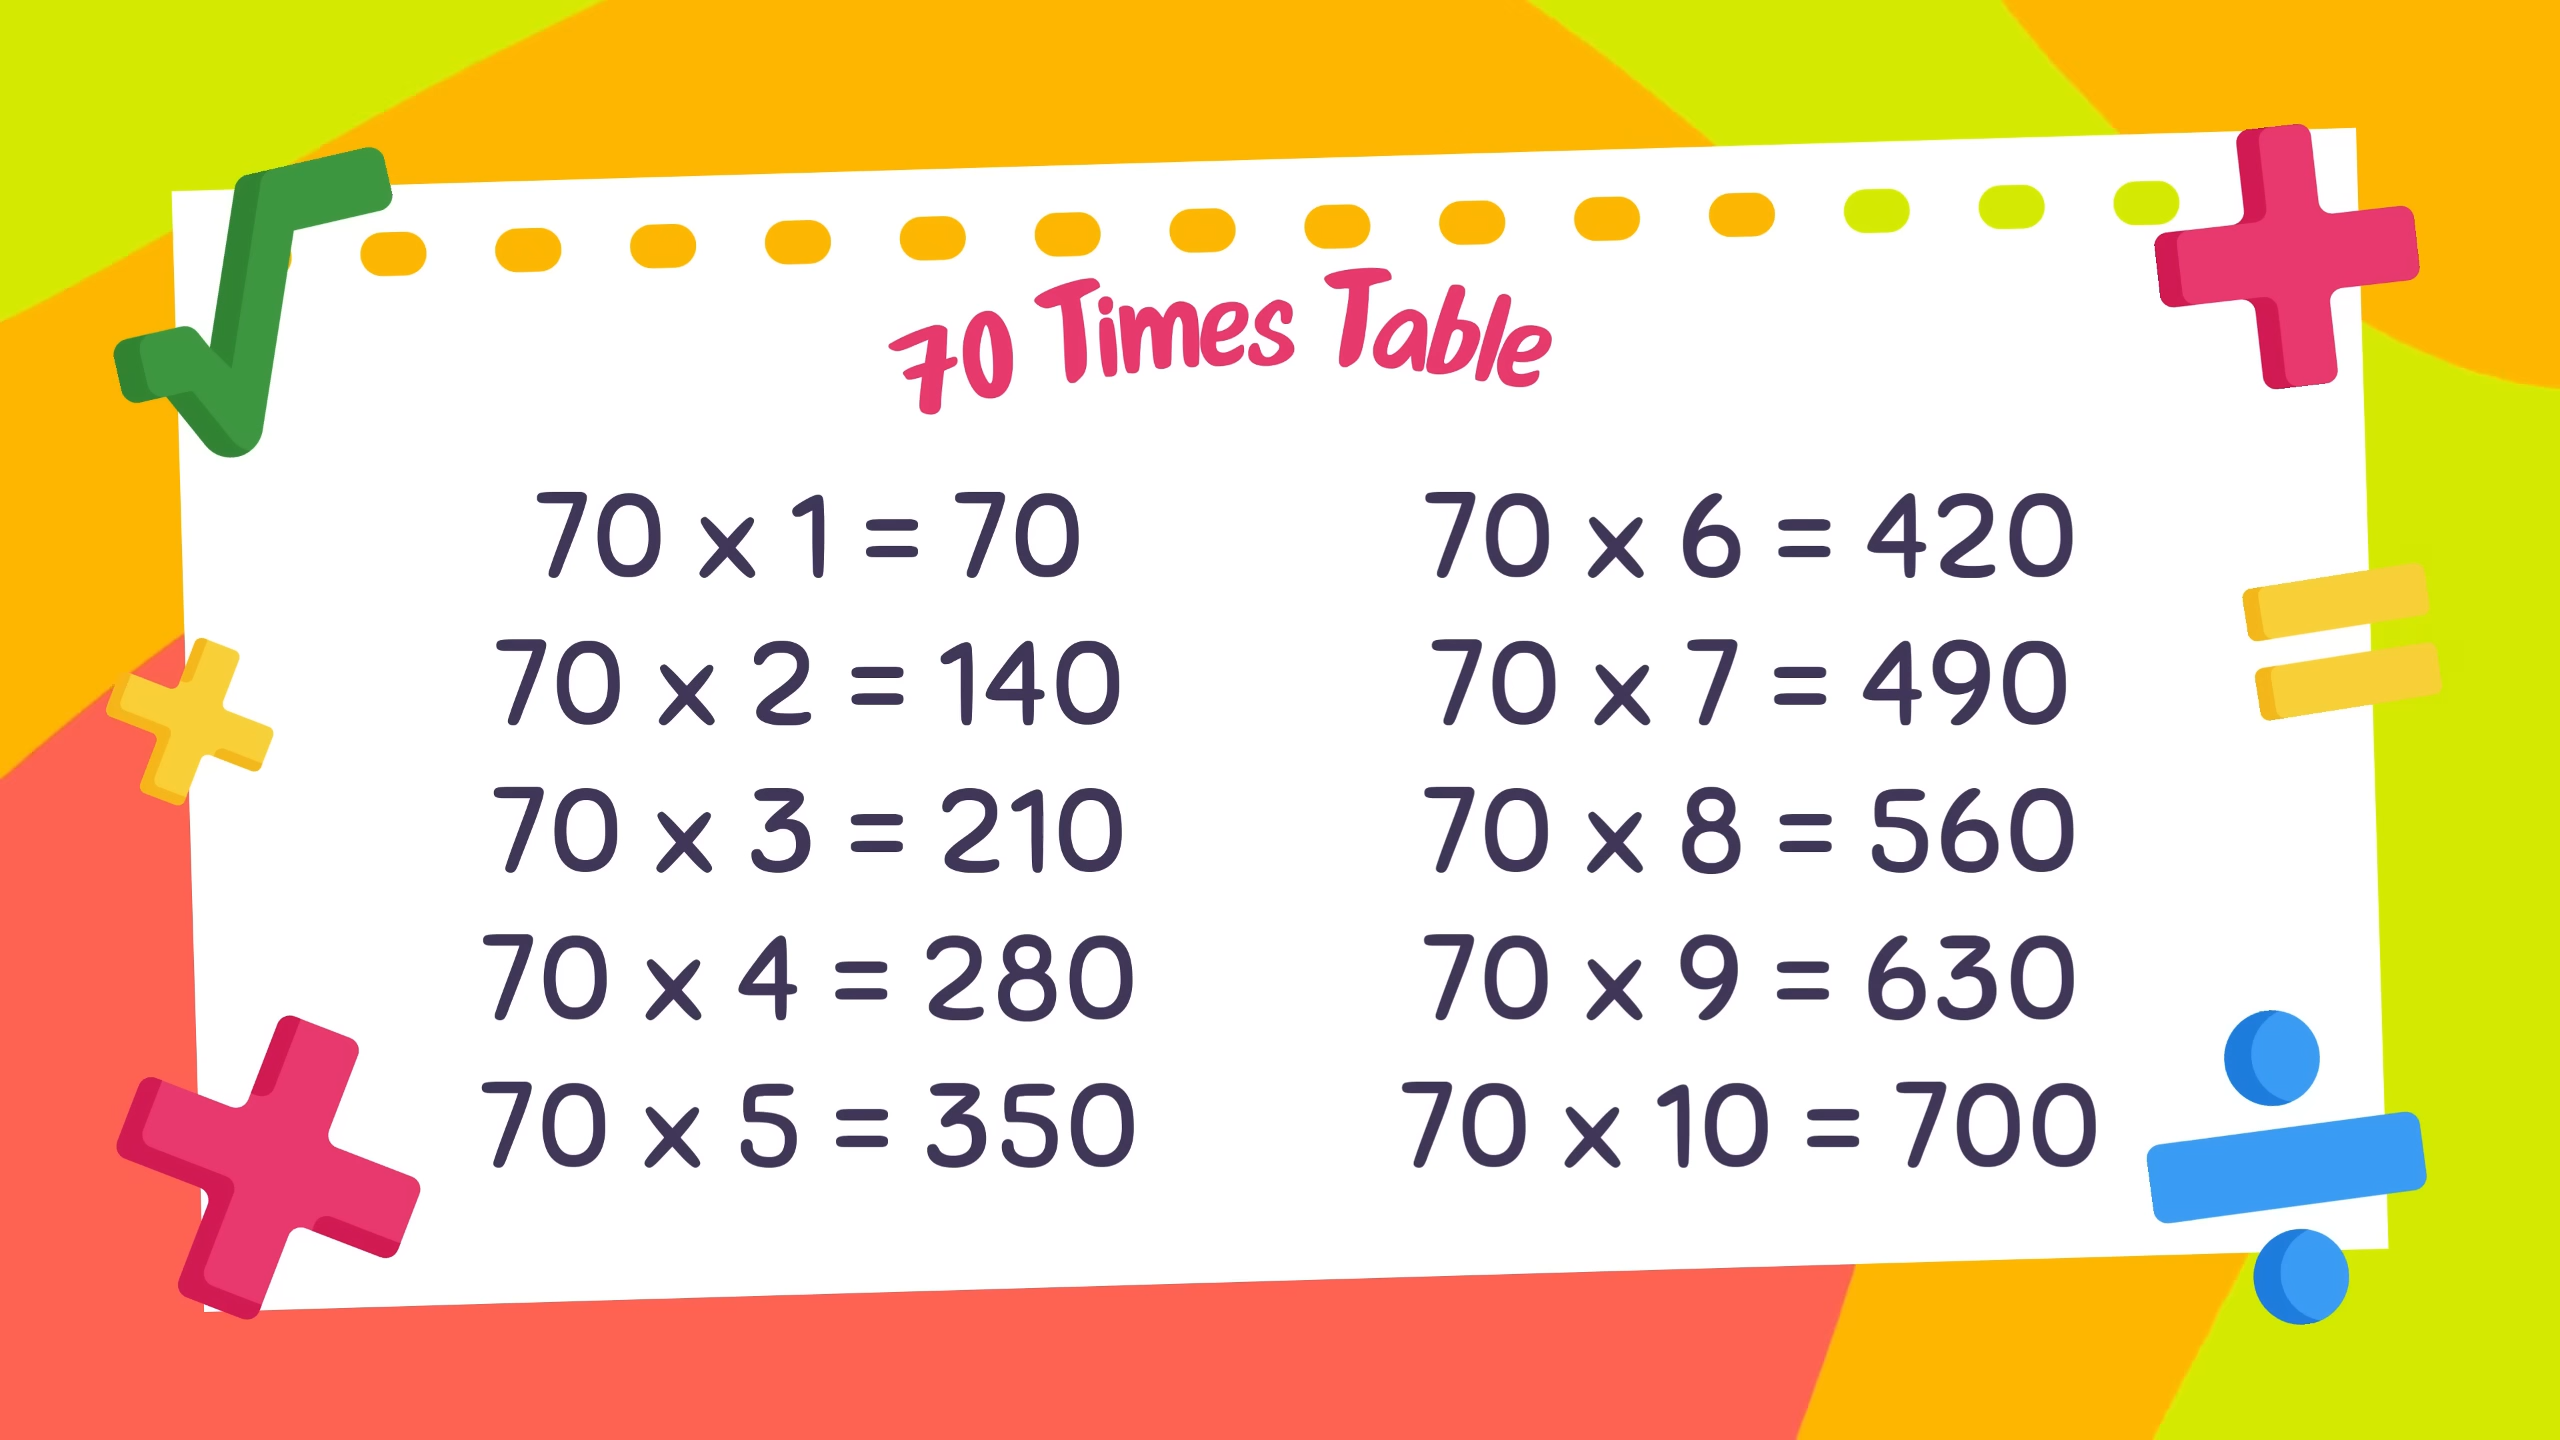 70 Times Table
70 x 1 = 70
70 x 2 = 140
70 x 3 = 210
70 x 4 = 280
70 x 5 = 350
70 x 6 = 420
70 x 7 = 490
70 x 8 = 560
70 x 9 = 630
70 x 10 = 700